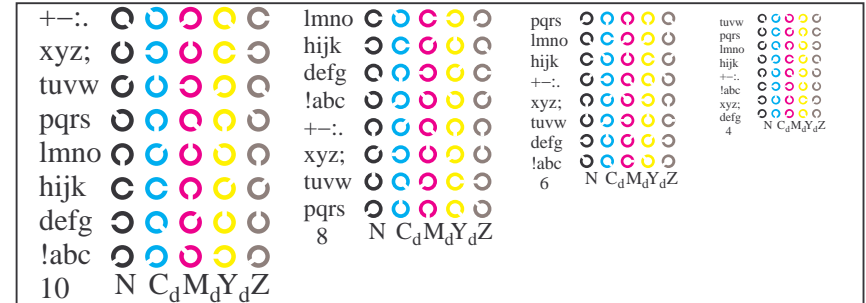 +−:.
xyz;
tuvw
pqrs
lmno
hijk
defg
!abc
10 N CdMdYdZ
lmno
hijk
defg
!abc
+−:.
xyz;
tuvw
pqrs
8 N CdMdYdZ
pqrs
lmno
hijk
+−:.
xyz;
tuvw
defg
!abc
6 N CdMdYdZ
tuvw
pqrs
lmno
hijk
+−:.
!abc
xyz;
defg
4 N CdMdYdZ